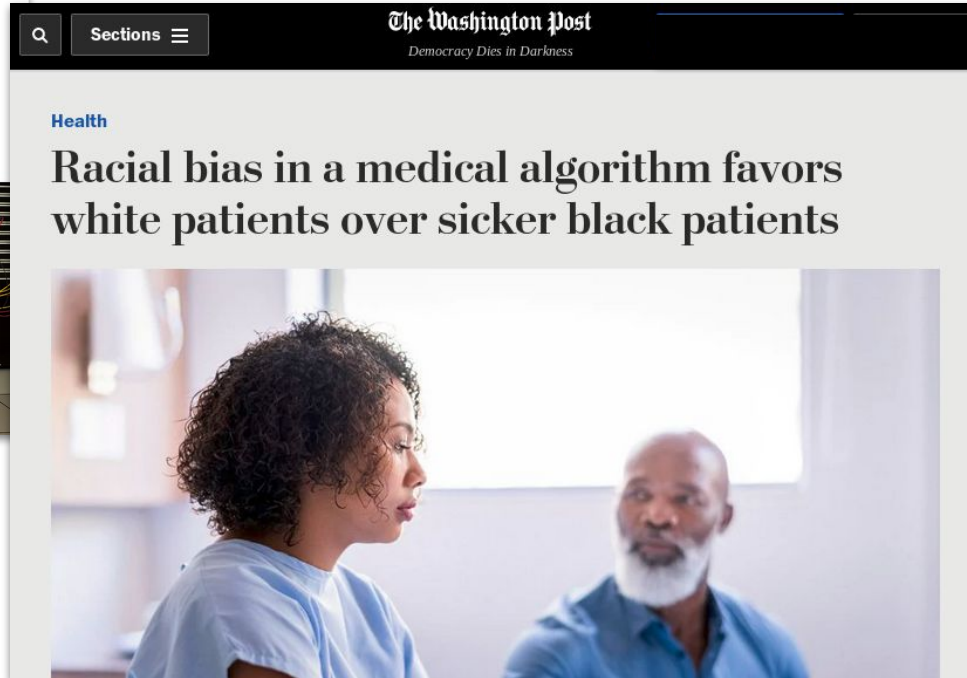 Sections
The Washington Post
Democracy Dies in Darkness
Health
Racial bias in a medical algorithm favors
white patients over sicker black patients